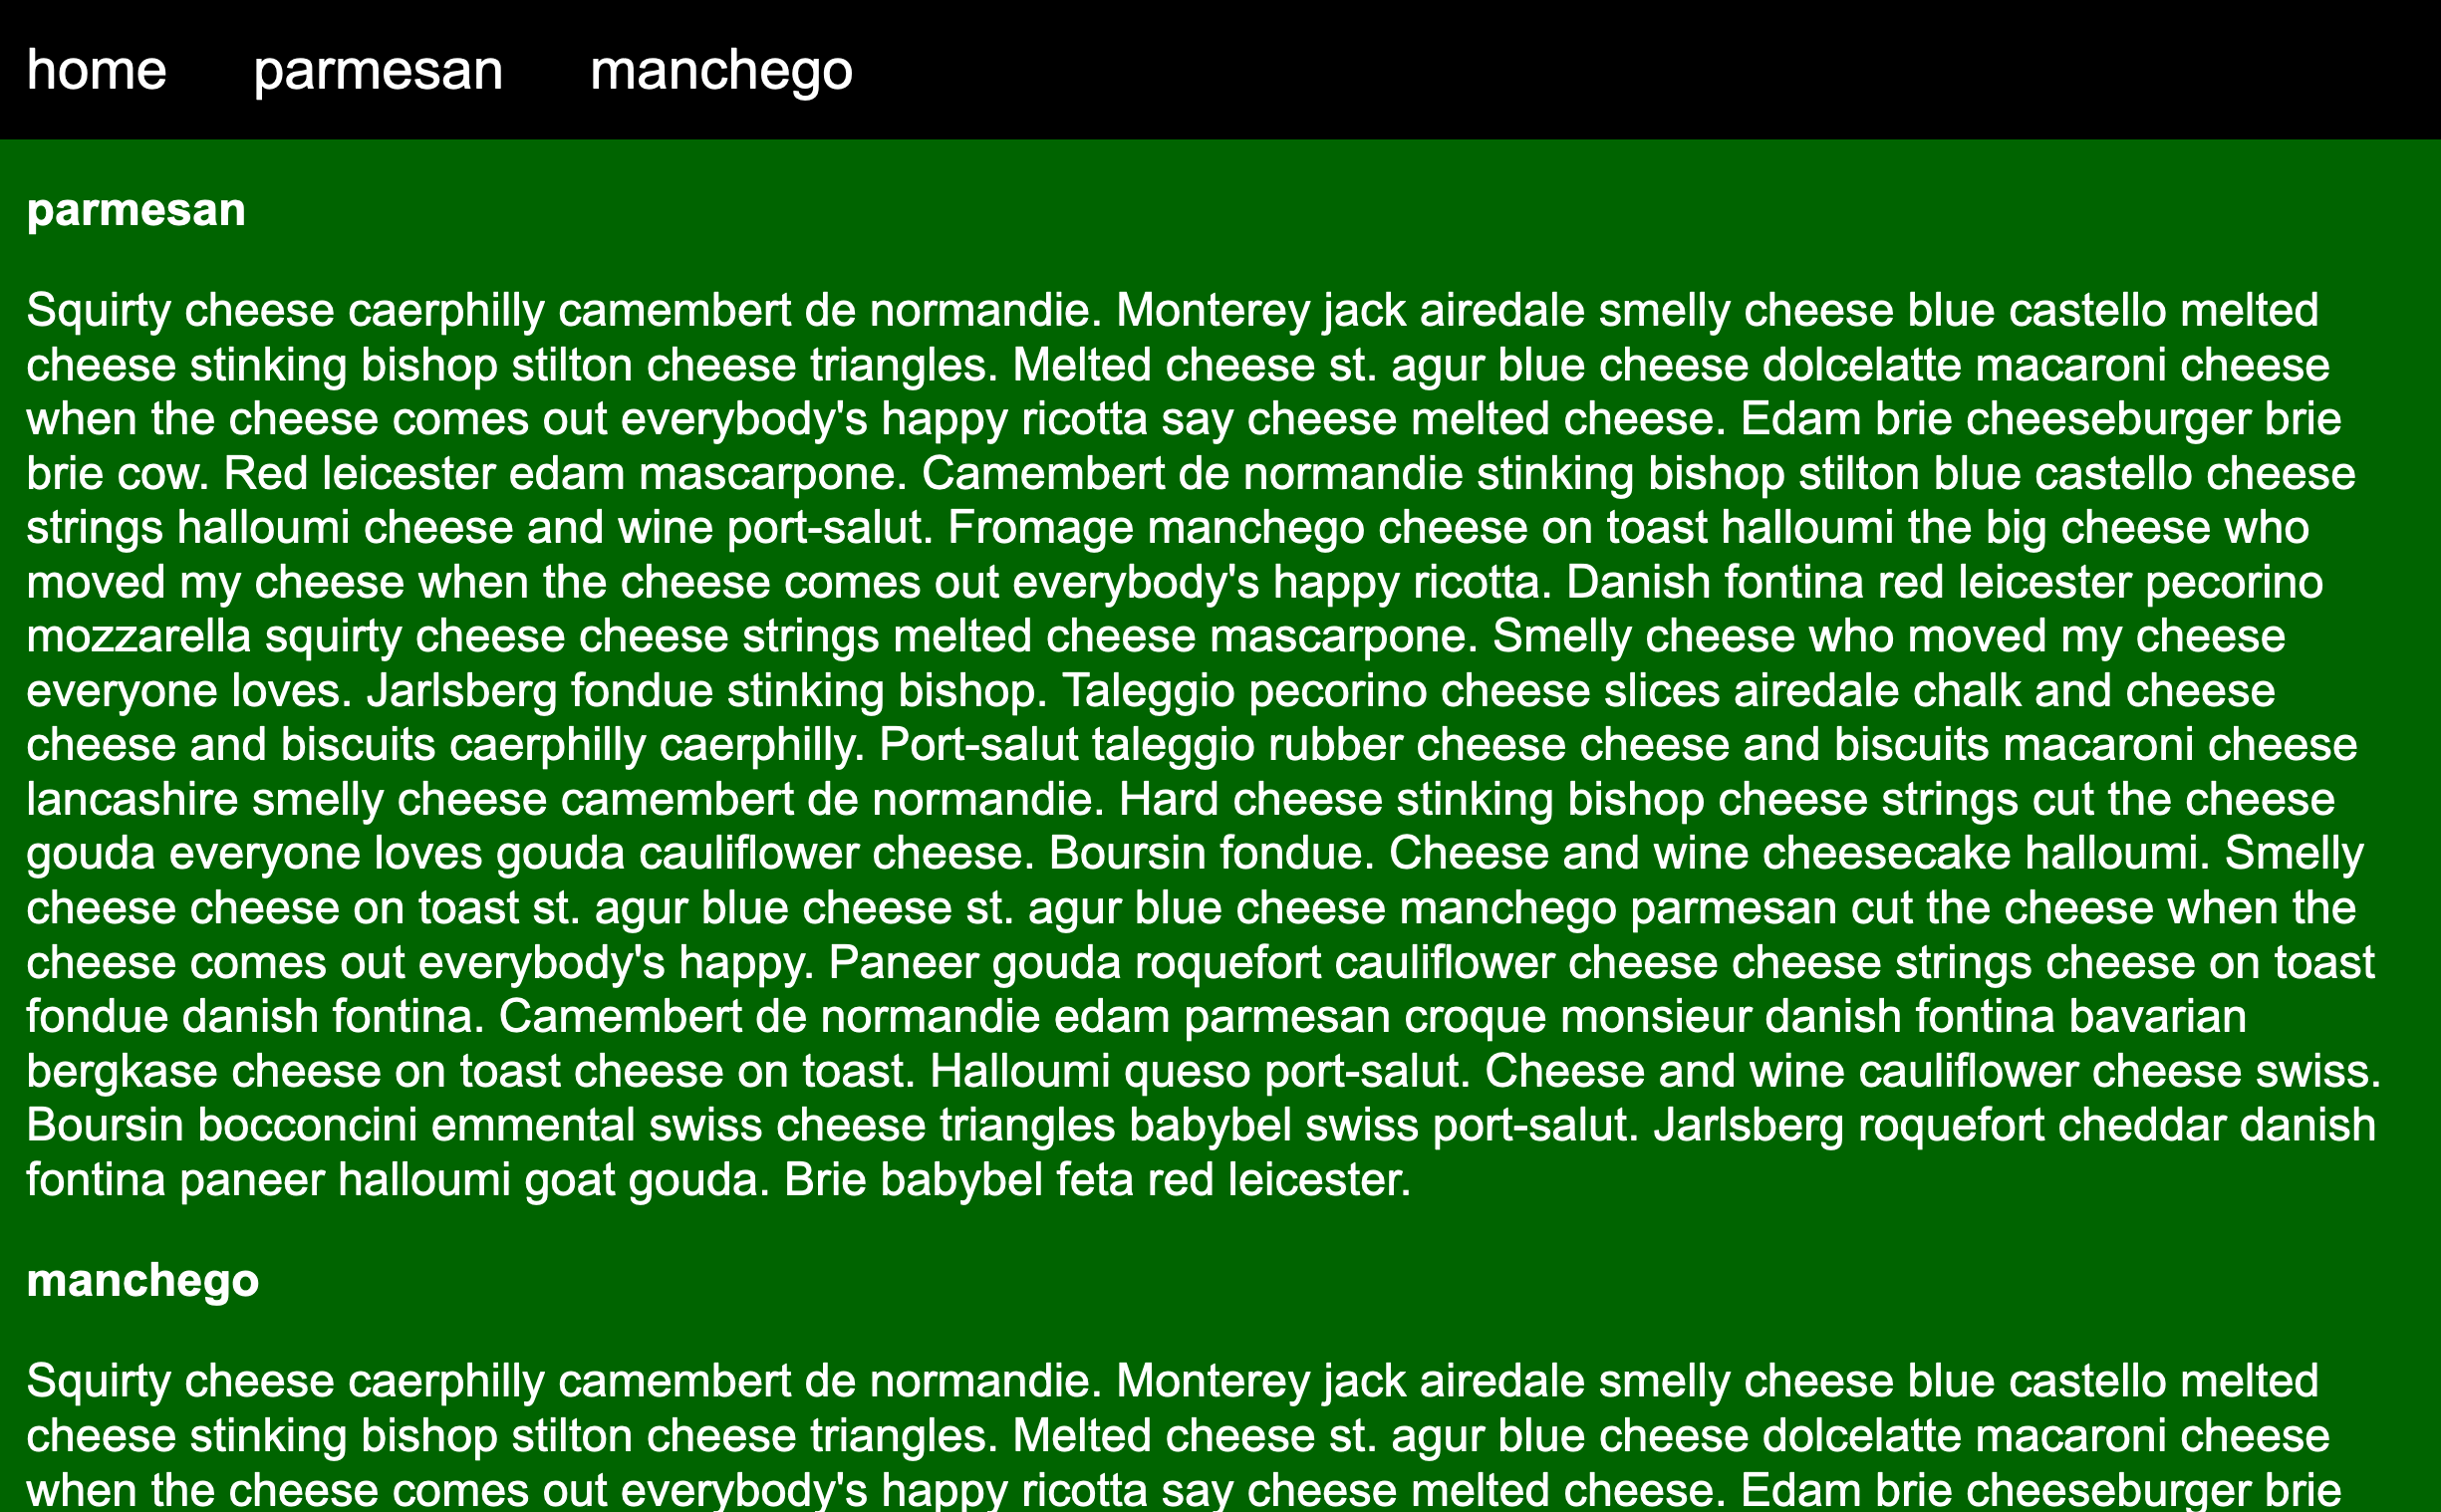 home parmesan manchego
parmesan
Squirty cheese caerphilly camembert de normandie. Monterey jack airedale smelly cheese blue castello melted
cheese stinking bishop stilton cheese triangles. Melted cheese st. agur blue cheese dolcelatte macaroni cheese
when the cheese comes out everybody's happy ricotta say cheese melted cheese. Edam brie cheeseburger brie
brie cow. Red leicester edam mascarpone. Camembert de normandie stinking bishop stilton blue castello cheese
strings halloumi cheese and wine port-salut. Fromage manchego cheese on toast halloumi the big cheese who
moved my cheese when the cheese comes out everybody's happy ricotta. Danish fontina red leicester pecorino
mozzarella squirty cheese cheese strings melted cheese mascarpone. Smelly cheese who moved my cheese
everyone loves. Jarlsberg fondue stinking bishop. Taleggio pecorino cheese slices airedale chalk and cheese
cheese and biscuits caerphilly caerphilly. Port-salut taleggio rubber cheese cheese and biscuits macaroni cheese
lancashire smelly cheese camembert de normandie. Hard cheese stinking bishop cheese strings cut the cheese
gouda everyone loves gouda cauliflower cheese. Boursin fondue. Cheese and wine cheesecake halloumi. Smelly
cheese cheese on toast st. agur blue cheese st. agur blue cheese manchego parmesan cut the cheese when the
cheese comes out everybody's happy. Paneer gouda roquefort cauliflower cheese cheese strings cheese on toast
fondue danish fontina. Camembert de normandie edam parmesan croque monsieur danish fontina bavarian
bergkase cheese on toast cheese on toast. Halloumi queso port-salut. Cheese and wine cauliflower cheese swiss.
Boursin bocconcini emmental swiss cheese triangles babybel swiss port-salut. Jarlsberg roquefort cheddar danish
fontina paneer halloumi goat gouda. Brie babybel feta red leicester.
manchego
Squirty cheese caerphilly camembert de normandie. Monterey jack airedale smelly cheese blue castello melted
cheese stinking bishop stilton cheese triangles. Melted cheese st. agur blue cheese dolcelatte macaroni cheese
when the cheese comes out everybody's happy ricotta say cheese melted cheese. Edam brie cheeseburger brie